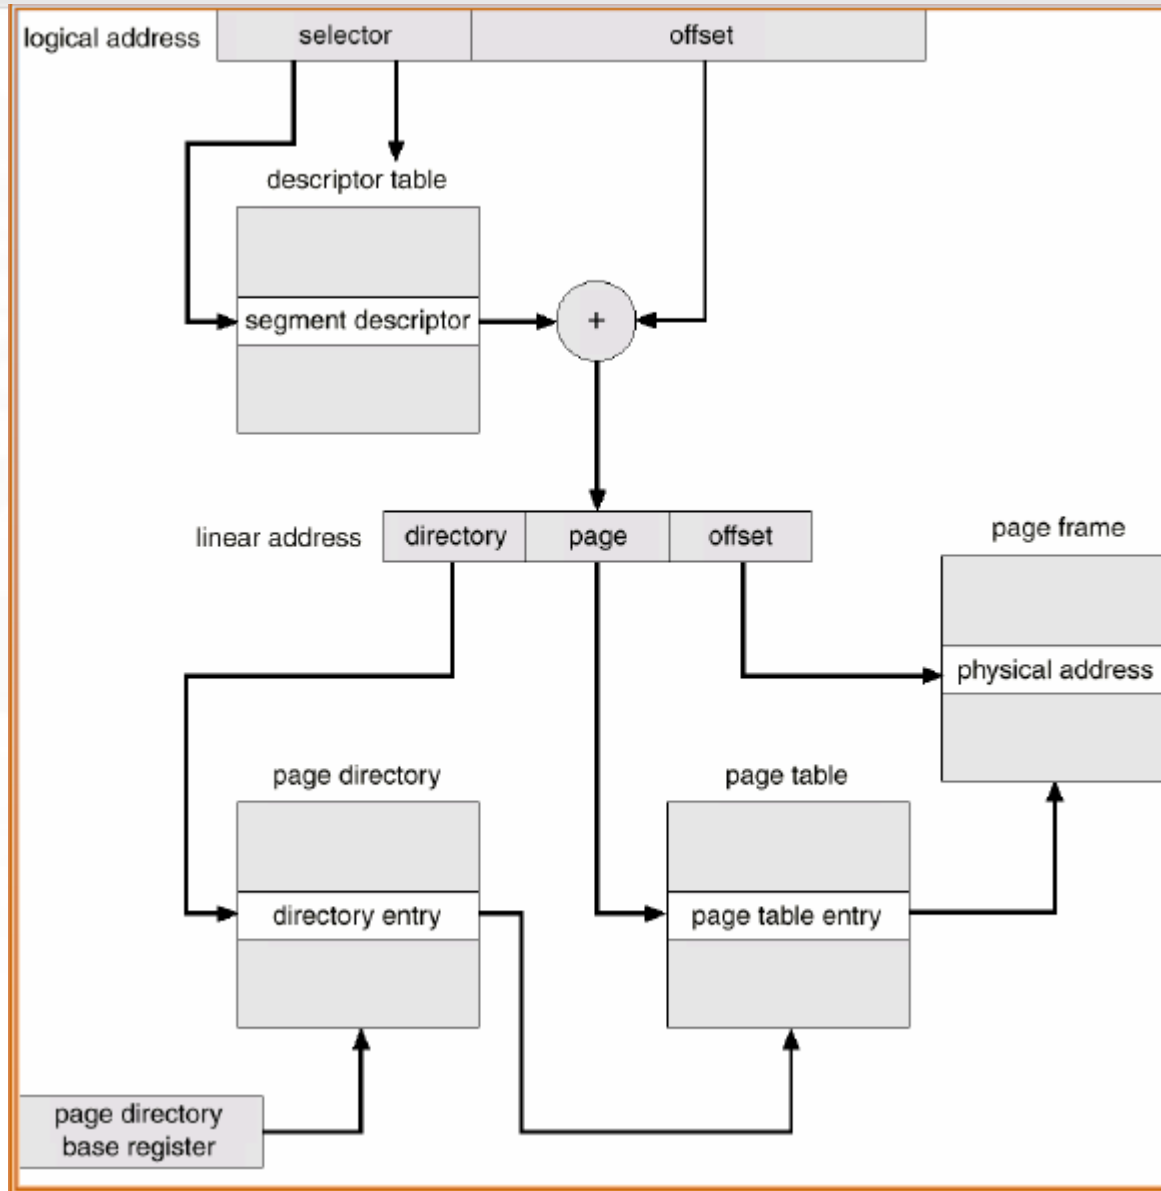 logical address
selector
offset
descriptor table
segment descriptor
+
linear address
directory
page
offset
page frame
physical address
page directory
page table
directory entry
page table entry
page directory
base register